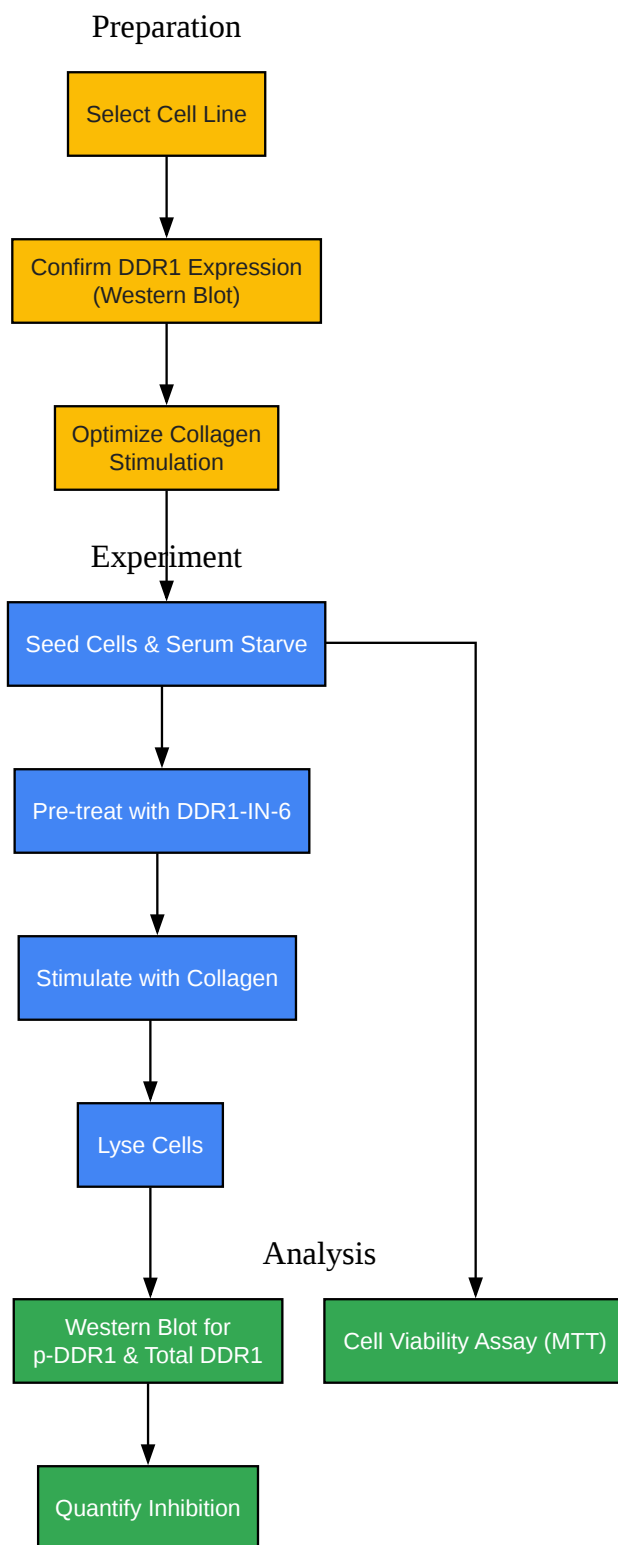 Preparation
Select Cell Line
Confirm DDR1 Expression
(Western Blot)
Optimize Collagen
Stimulation
Experiment
Seed Cells & Serum Starve
Pre-treat with DDR1-IN-6
Stimulate with Collagen
Lyse Cells
Analysis
Western Blot for
p-DDR1 & Total DDR1
Cell Viability Assay (MTT)
Quantify Inhibition